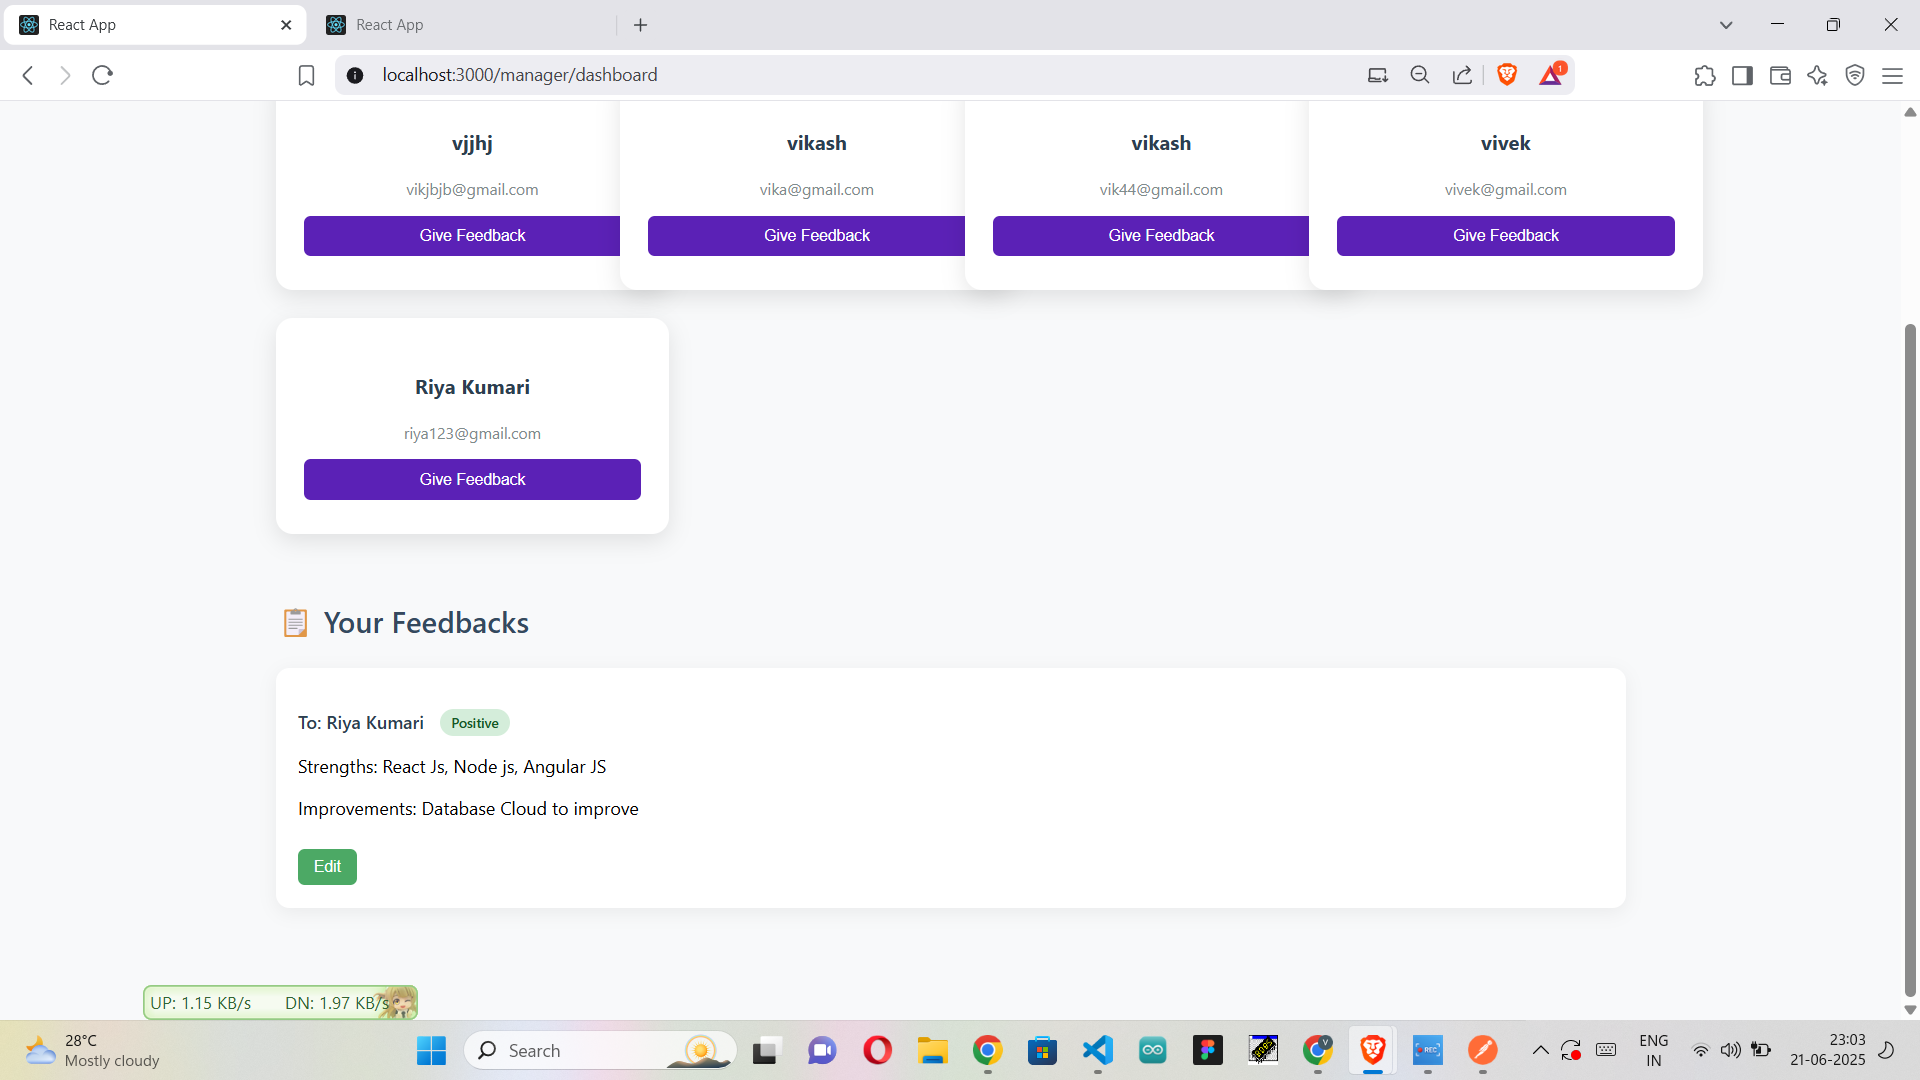 React App
React App
localhost:3000/manager/dashboard
1
vjjhj
vikash
vikash
vivek
vikjbjb@gmail.com
vika@gmail.com
vik44@gmail.com
vivek@gmail.com
Give Feedback
Give Feedback
Give Feedback
Give Feedback
Riya Kumari
riya123@gmail.com
Give Feedback
Your Feedbacks
To: Riya Kumari
Positive
Strengths: React Js, Node js, Angular JS
Improvements: Database Cloud to improve
Edit
UP: 1.15 KB/s
DN: 1.97 KB/s
28°C
Mostly cloudy
Search
V
REC
ENG
IN
23:03
21-06-2025